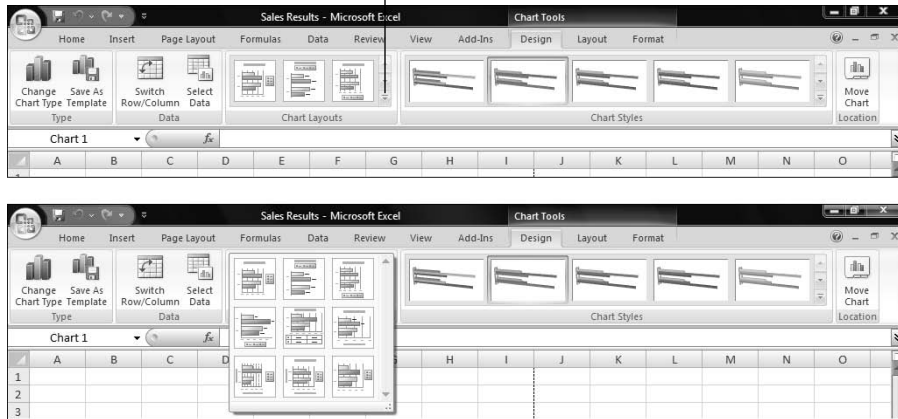 Sales Results - Microsoft Excel Chart Tools
Home Insert Page Layout Formulas Data Review View Add-Ins Design Layout Format
Change Chart Type Save As Template Switch Row/Column Select Data Move Chart
Type Data Chart Layouts Chart Styles Location
Chart 1 fx
A B C D E F G H I J K L M N O
Sales Results - Microsoft Excel Chart Tools
Home Insert Page Layout Formulas Data Review View Add-Ins Design Layout Format
Change Chart Type Save As Template Switch Row/Column Select Data Move Chart
Type Data Chart Styles Location
Chart 1 fx
A B C D H I J K L M N O
1
2
3